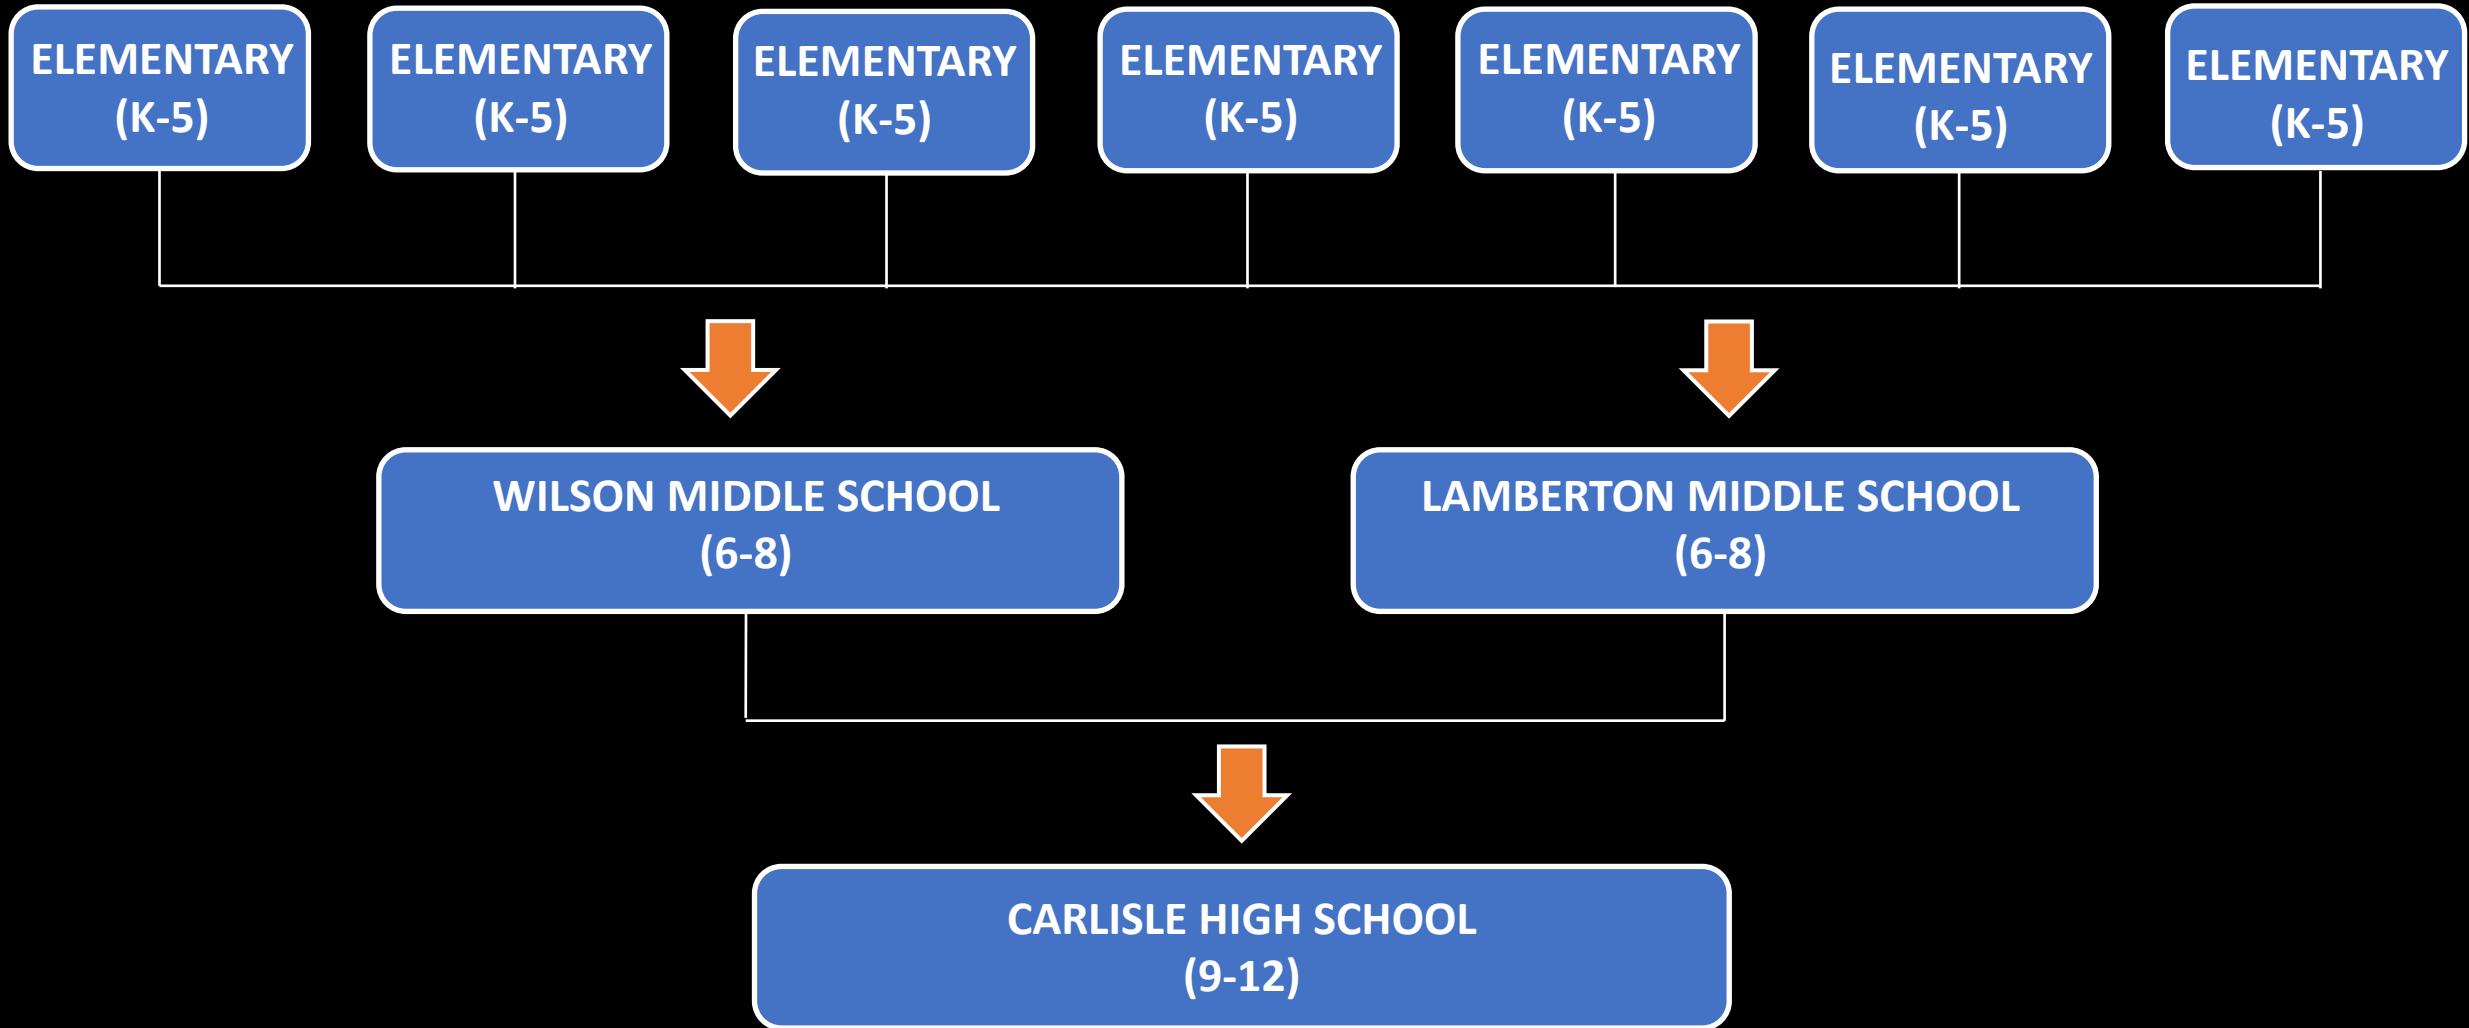 ELEMENTARY
(K-5)
ELEMENTARY
(K-5)
ELEMENTARY
(K-5)
ELEMENTARY
(K-5)
ELEMENTARY
(K-5)
ELEMENTARY
(K-5)
ELEMENTARY
(K-5)
WILSON MIDDLE SCHOOL
(6-8)
LAMBERTON MIDDLE SCHOOL
(6-8)
CARLISLE HIGH SCHOOL
(9-12)